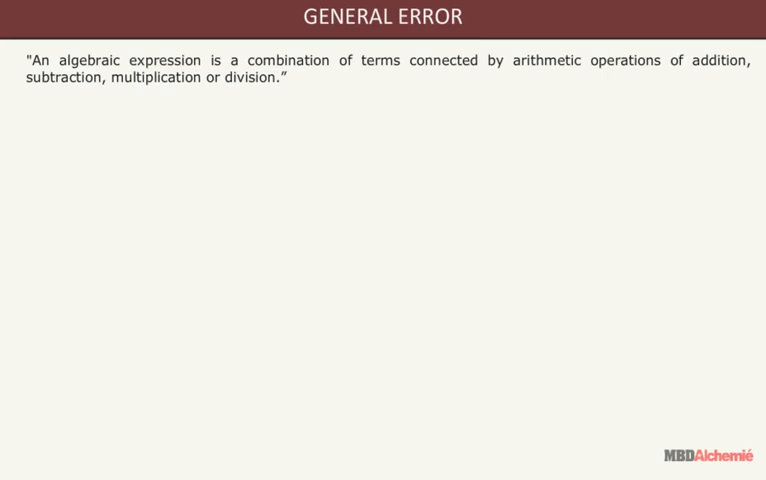 GENERAL ERROR
"An algebraic expression is a combination of terms connected by arithmetic operations of addition,
subtraction, multiplication or division.”
MBDAlchemié